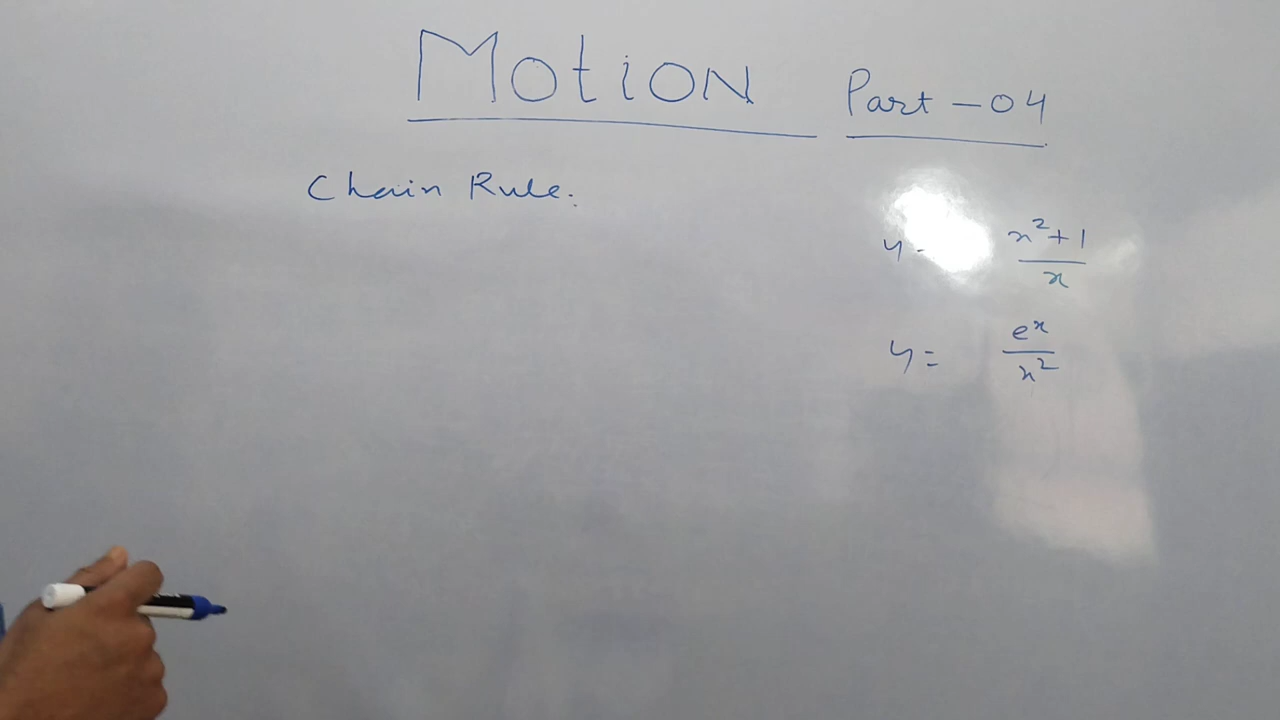 Motion Part - 04
Chain Rule:
y = x²+1 / x
y = eˣ / x²